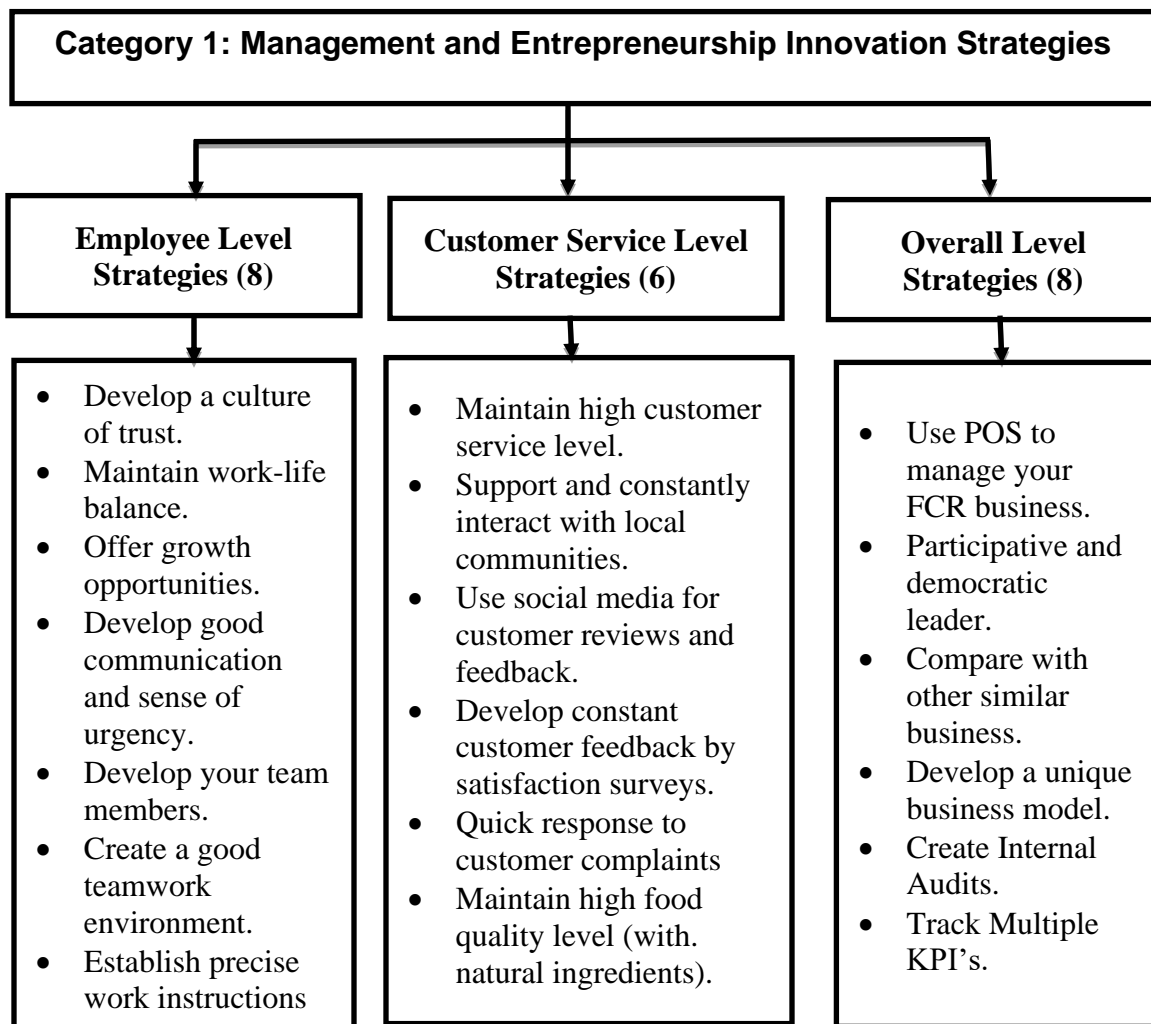 Category 1: Management and Entrepreneurship Innovation Strategies
Employee Level
Strategies (8)
Customer Service Level
Strategies (6)
Overall Level
Strategies (8)
• Develop a culture
of trust.
• Maintain work-life
balance.
• Offer growth
opportunities.
• Develop good
communication
and sense of
urgency.
• Develop your team
members.
• Create a good
teamwork
environment.
• Establish precise
work instructions
• Maintain high customer
service level.
• Support and constantly
interact with local
communities.
• Use social media for
customer reviews and
feedback.
• Develop constant
customer feedback by
satisfaction surveys.
• Quick response to
customer complaints
• Maintain high food
quality level (with.
natural ingredients).
• Use POS to
manage your
FCR business.
• Participative and
democratic
leader.
• Compare with
other similar
business.
• Develop a unique
business model.
• Create Internal
Audits.
• Track Multiple
KPI's.